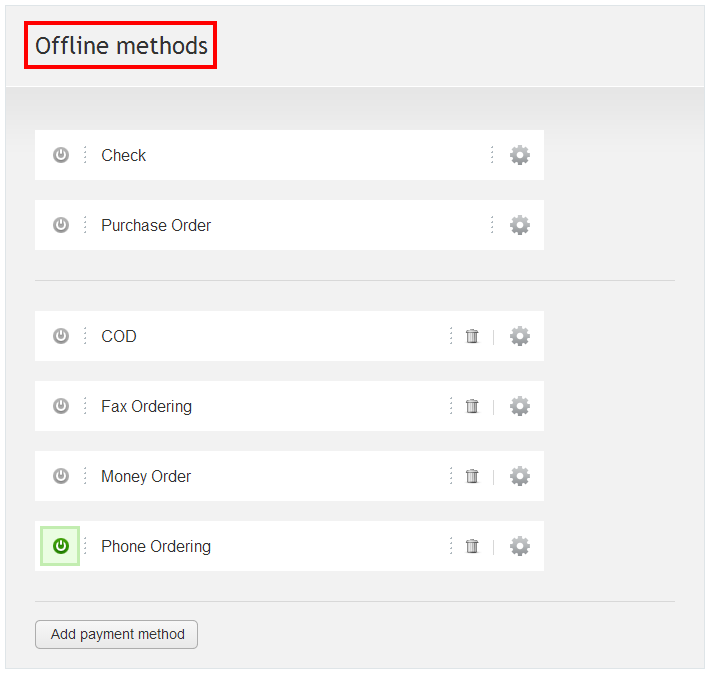 Offline methods
Check
Purchase Order
COD
Fax Ordering
Money Order
Phone Ordering
Add payment method